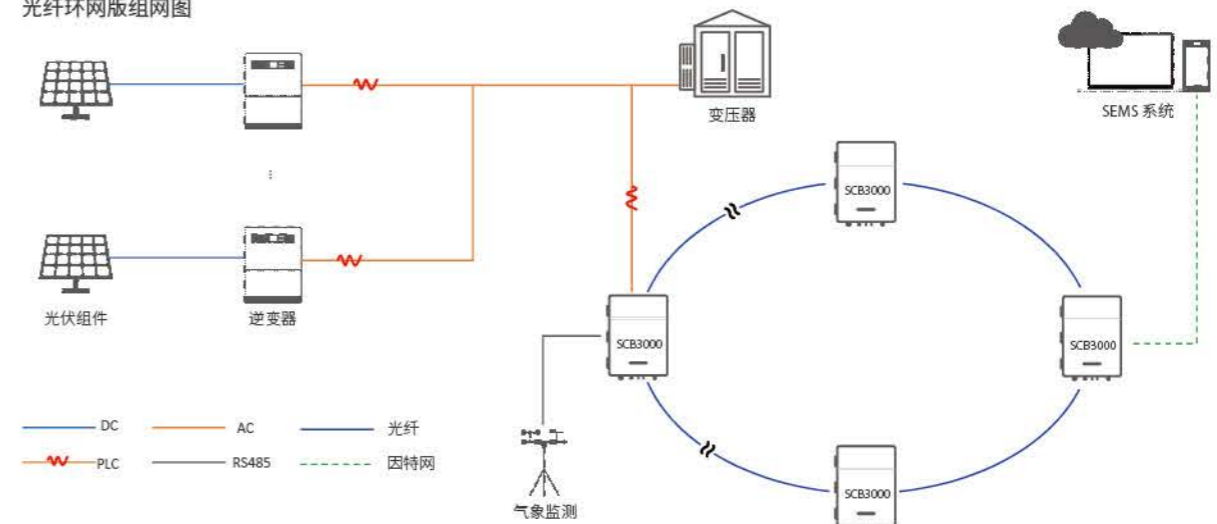 光纤环网版组网图
变压器
SEMS 系统
SCB3000
光伏组件
逆变器
SCB3000
SCB3000
DC
AC
光纤
PLC
RS485
因特网
气象监测
SCB3000